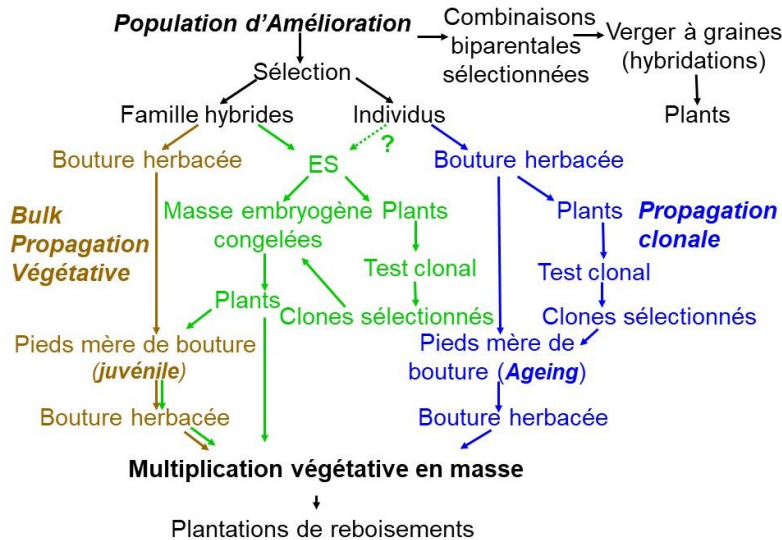 Population d'Amélioration
Combinaisons
biparentales
sélectionnées
Verger à graines
(hybridations)
Plants
Sélection
Famille hybrides
Individus
?
Bouture herbacée
ES
Bouture herbacée
Bulk
Propagation
Végétative
Masse embryogène
congelées
Plants
Plants
Propagation
clonale
Test clonal
Test clonal
Plants
Clones sélectionnés
Clones sélectionnés
Pieds mère de bouture
(juvénile)
Pieds mère de
bouture (Ageing)
Bouture herbacée
Bouture herbacée
Multiplication végétative en masse
Plantations de reboisements